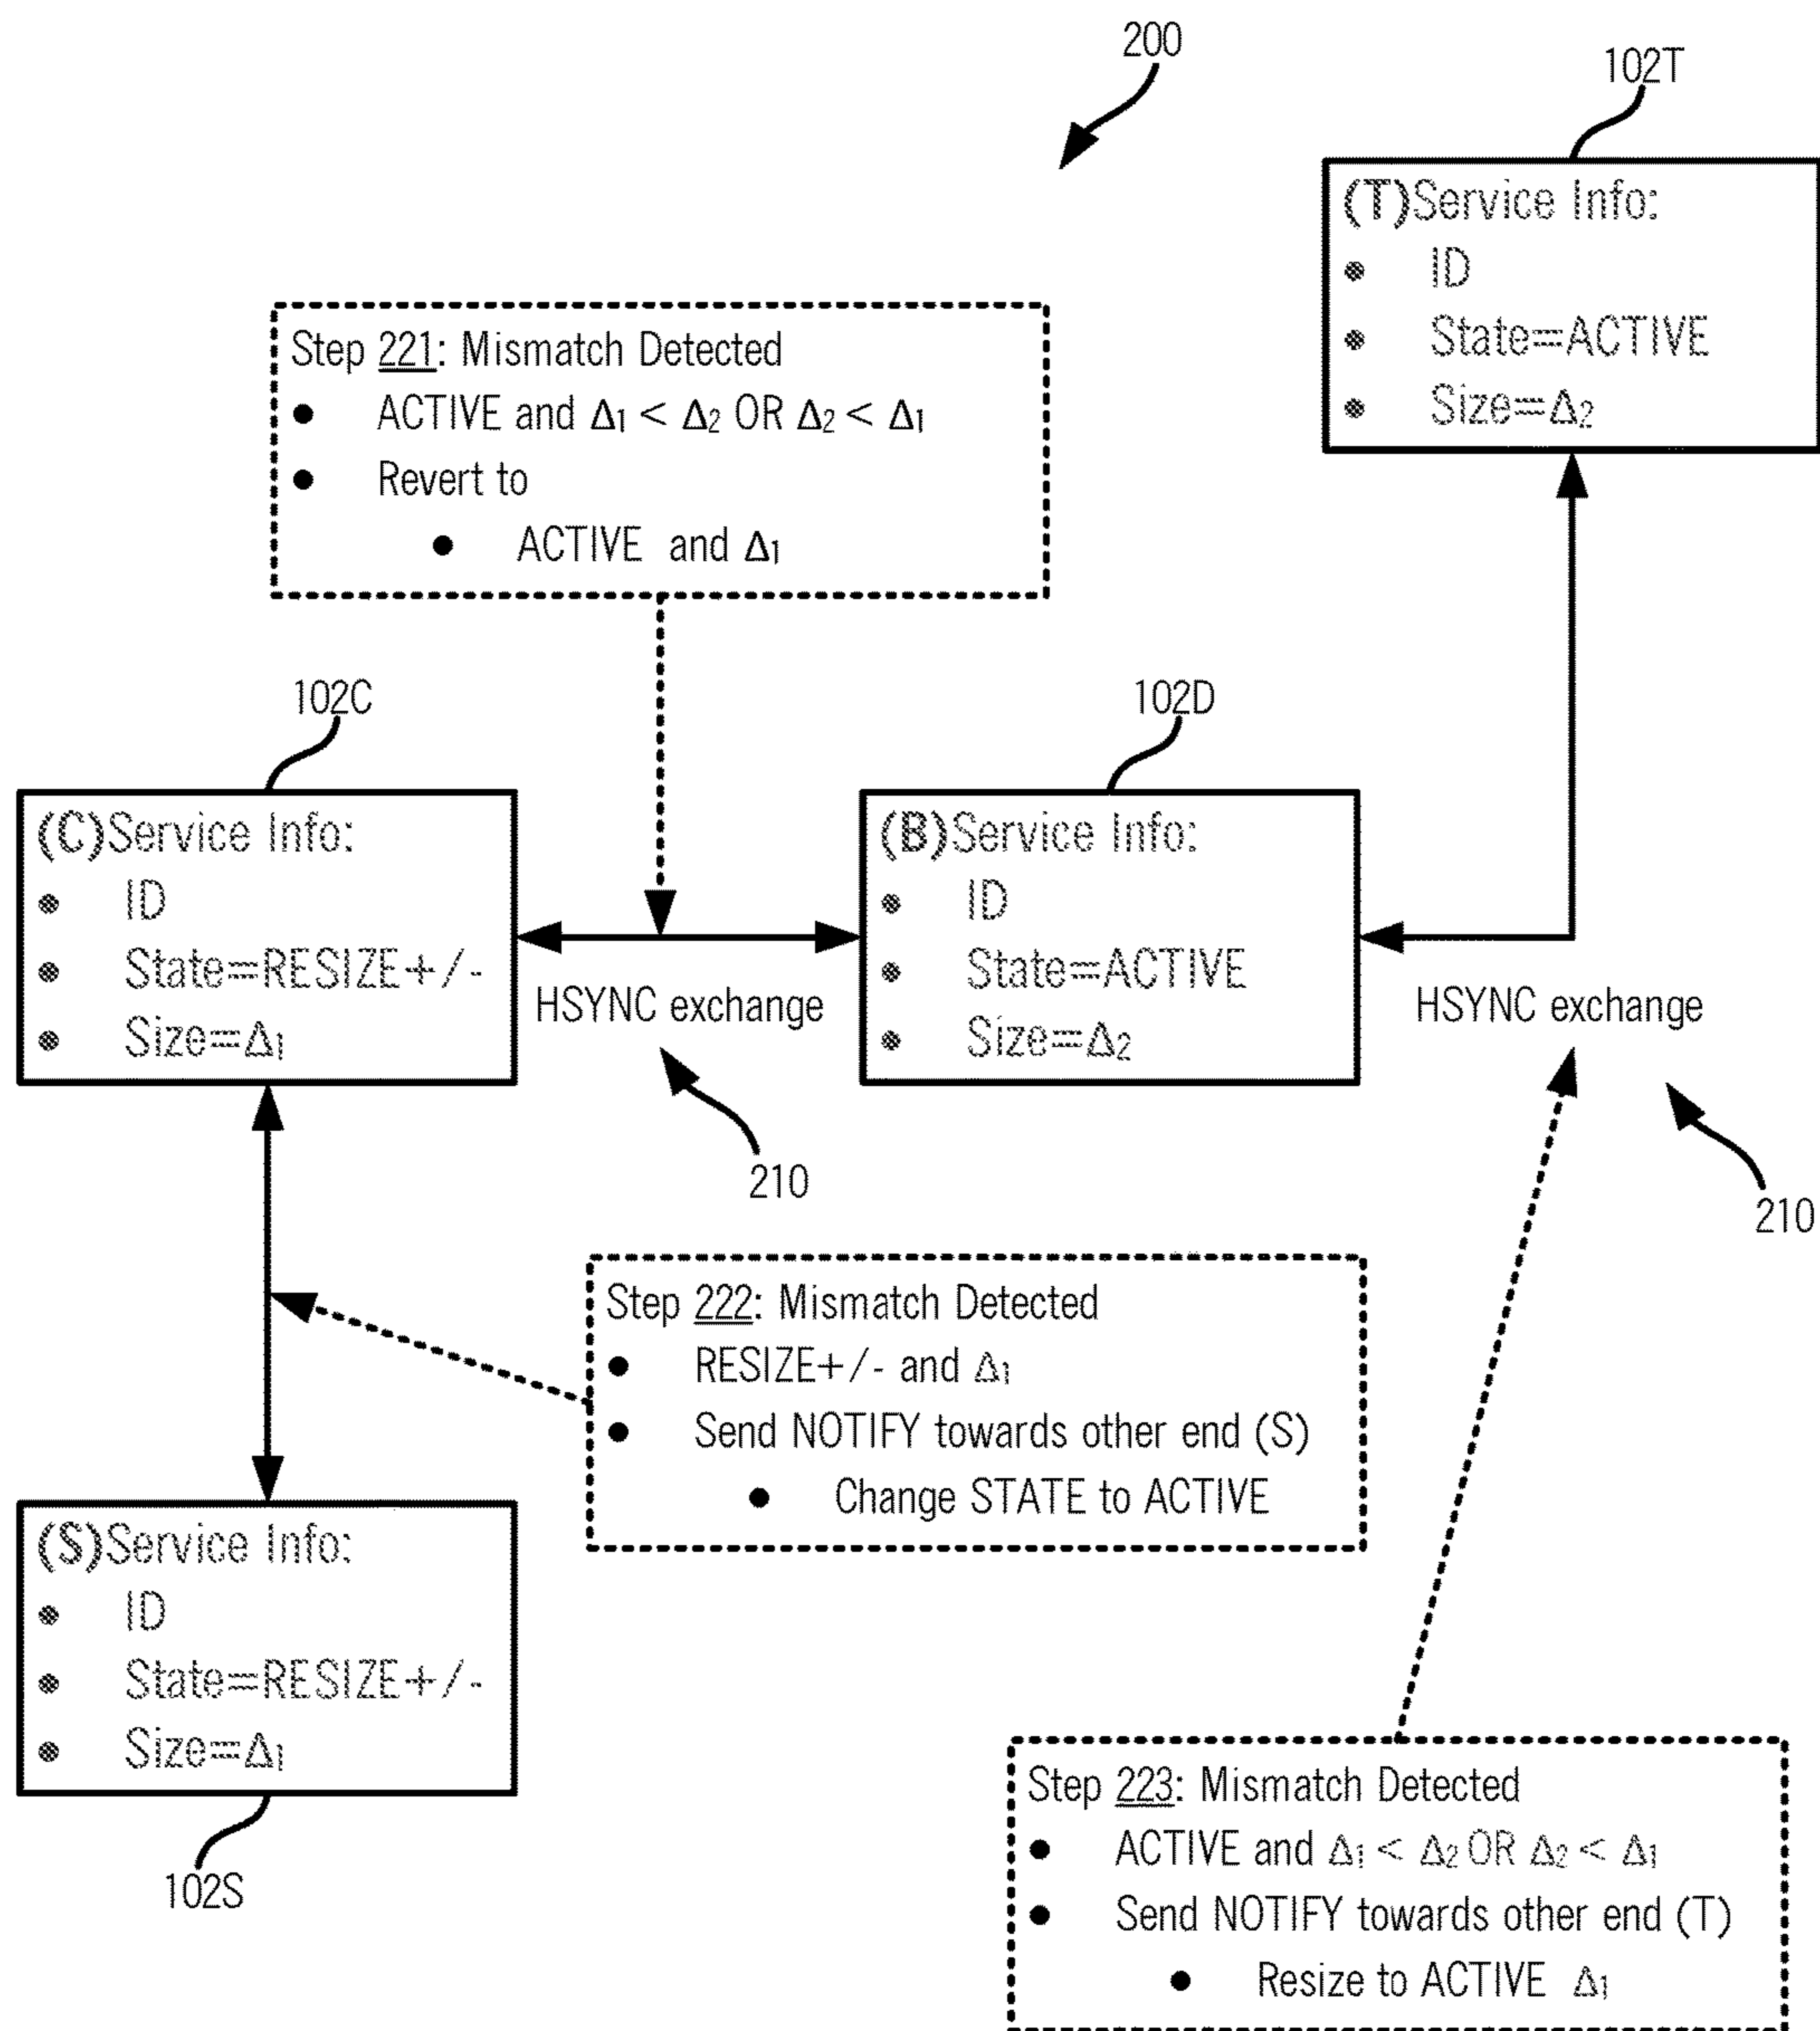 200
102T
(T)Service Info:
● ID
● State=ACTIVE
● Size=Δ₂
Step 221: Mismatch Detected
● ACTIVE and Δ₁ < Δ₂ OR Δ₂ < Δ₁
● Revert to
● ACTIVE and Δ₁
102C
(C)Service Info:
● ID
● State=RESIZE+/-
● Size=Δ₁
HSYNC exchange
210
102D
(B)Service Info:
● ID
● State=ACTIVE
● Size=Δ₂
HSYNC exchange
210
Step 222: Mismatch Detected
● RESIZE+/- and Δ₁
● Send NOTIFY towards other end (S)
● Change STATE to ACTIVE
(S)Service Info:
● ID
● State=RESIZE+/-
● Size=Δ₁
102S
Step 223: Mismatch Detected
● ACTIVE and Δ₁ < Δ₂ OR Δ₂ < Δ₁
● Send NOTIFY towards other end (T)
● Resize to ACTIVE Δ₁